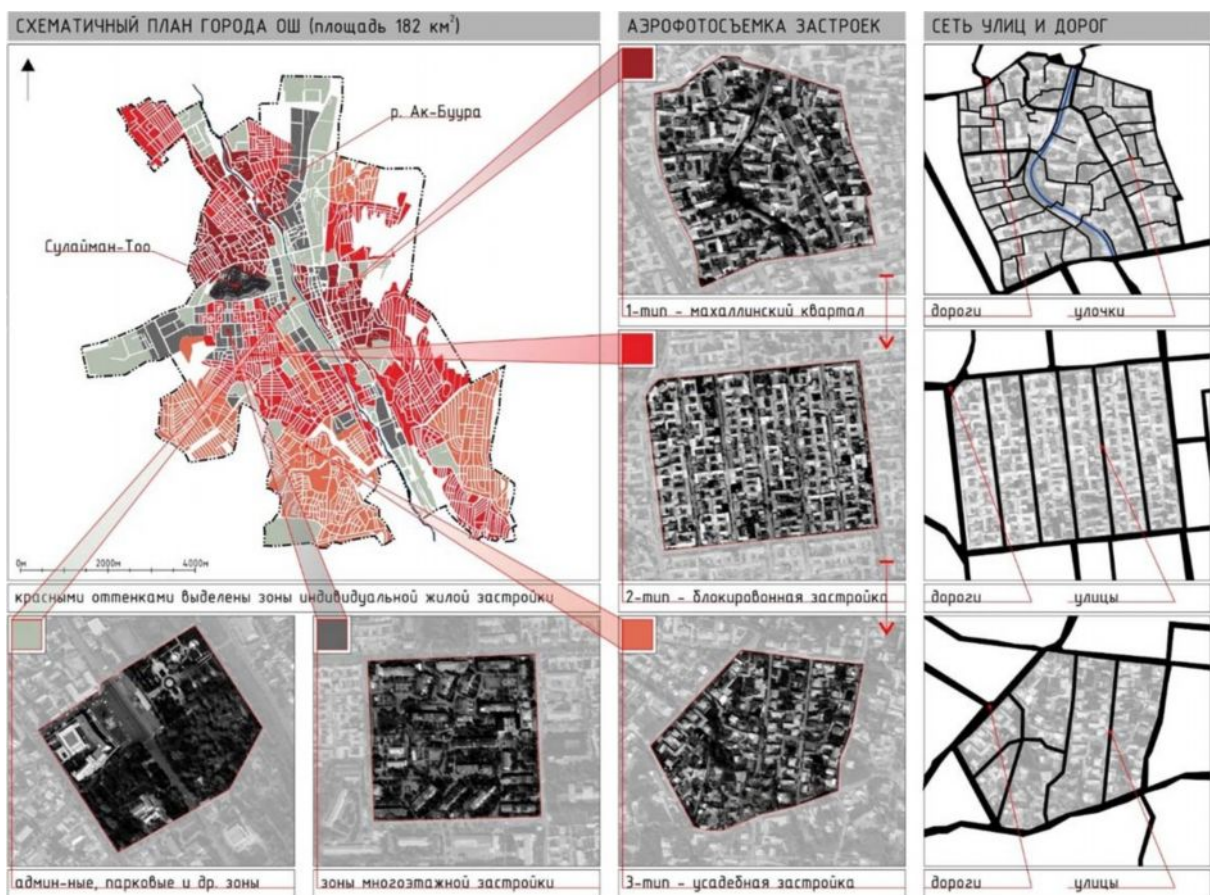 СХЕМАТИЧНЫЙ ПЛАН ГОРОДА ОШ (площадь 182 км²)
АЭРОФОТОСЪЕМКА ЗАСТРОЕК
СЕТЬ УЛИЦ И ДОРОГ
р. Ак-Буура
Сулайман-Тоо
0м 2000м 4000м
красными оттенками выделены зоны индивидуальной жилой застройки
1-тип - махаллинский квартал
дороги улочки
2-тип - блокировонная застройка
дороги улицы
админ-ные, парковые и др. зоны
зоны многоэтажной застройки
3-тип - усадебная застройка
дороги улицы